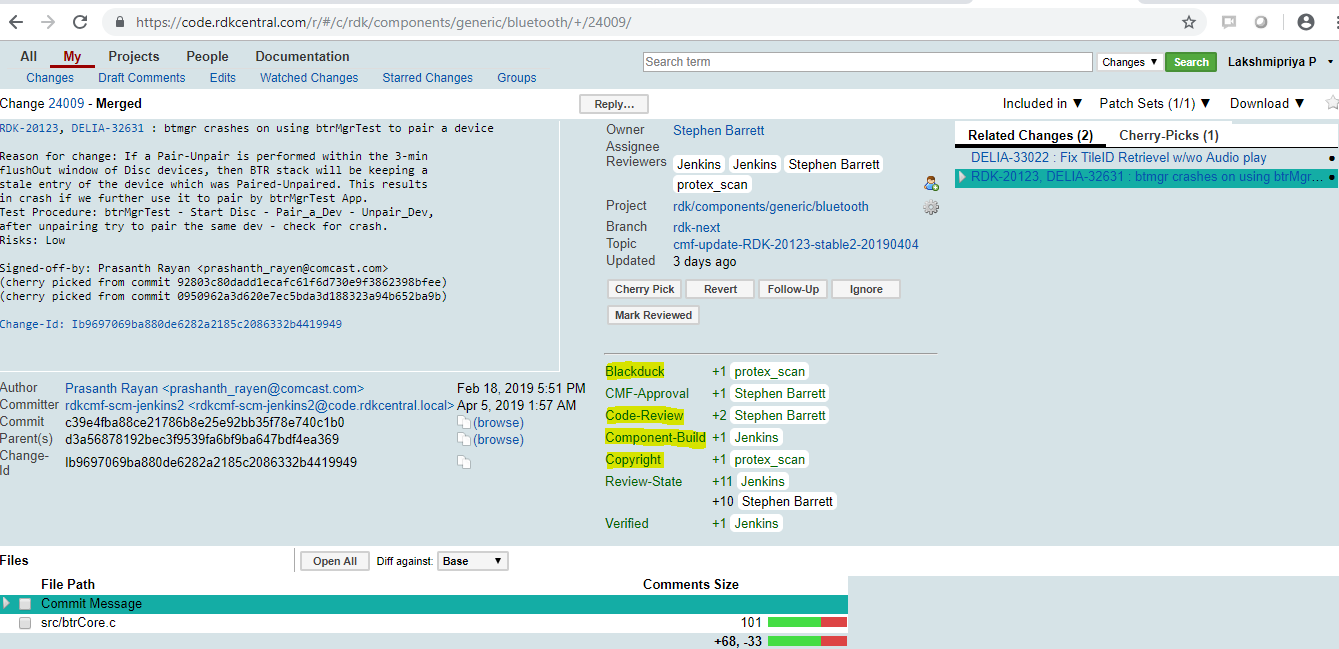 https://code.rdkcentral.com/r/#/c/rdk/components/generic/bluetooth/+/24009/
All My Projects People Documentation
Search term Changes ▼ Search Lakshmipriya P
Changes Draft Comments Edits Watched Changes Starred Changes Groups
Change 24009 - Merged Reply… Included in ▼ Patch Sets (1/1) ▼ Download ▼
RDK-20123, DELIA-32631 : btmgr crashes on using btrMgrTest to pair a device
Reason for change: If a Pair-Unpair is performed within the 3-min
flushOut window of Disc devices, then BTR stack will be keeping a
stale entry of the device which was Paired-Unpaired. This results
in crash if we further use it to pair by btrMgrTest App.
Test Procedure: btrMgrTest - Start Disc - Pair_a_Dev - Unpair_Dev,
after unpairing try to pair the same dev - check for crash.
Risks: Low
Signed-off-by: Prasanth Rayan <prashanth_rayen@comcast.com>
(cherry picked from commit 92803c80dadd1ecafc61f6d730e9f3862398bfee)
(cherry picked from commit 0950962a3d620e7ec5bda3d188323a94b652ba9b)
Change-Id: Ib9697069ba880de6282a2185c2086332b4419949
Owner Stephen Barrett
Assignee
Reviewers Jenkins Jenkins Stephen Barrett
protex_scan
Project rdk/components/generic/bluetooth
Branch rdk-next
Topic cmf-update-RDK-20123-stable2-20190404
Updated 3 days ago
Cherry Pick Revert Follow-Up Ignore
Mark Reviewed
Related Changes (2) Cherry-Picks (1)
DELIA-33022 : Fix TileID Retrievel w/wo Audio play
RDK-20123, DELIA-32631 : btmgr crashes on using btrMgr...
Blackduck +1 protex_scan
CMF-Approval +1 Stephen Barrett
Code-Review +2 Stephen Barrett
Component-Build +1 Jenkins
Copyright +1 protex_scan
Review-State +11 Jenkins
+10 Stephen Barrett
Verified +1 Jenkins
Author Prasanth Rayan <prashanth_rayen@comcast.com> Feb 18, 2019 5:51 PM
Committer rdkcmf-scm-jenkins2 <rdkcmf-scm-jenkins2@code.rdkcentral.local> Apr 5, 2019 1:57 AM
Commit c39e4fba88ce21786b8e25e92bb35f78e740c1b0 (browse)
Parent(s) d3a56878192bec3f9539fa6bf9ba647bdf4ea369 (browse)
Change-
Id Ib9697069ba880de6282a2185c2086332b4419949
Files Open All Diff against: Base ▼
File Path Comments Size
Commit Message
src/btrCore.c 101
+68, -33